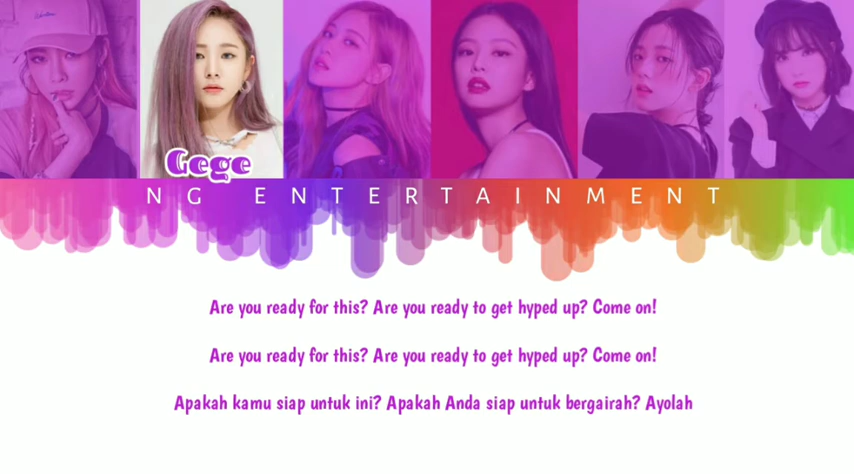 Gege
NG ENTERTAINMENT
Are you ready for this? Are you ready to get hyped up? Come on!
Are you ready for this? Are you ready to get hyped up? Come on!
Apakah kamu siap untuk ini? Apakah Anda siap untuk bergairah? Ayolah